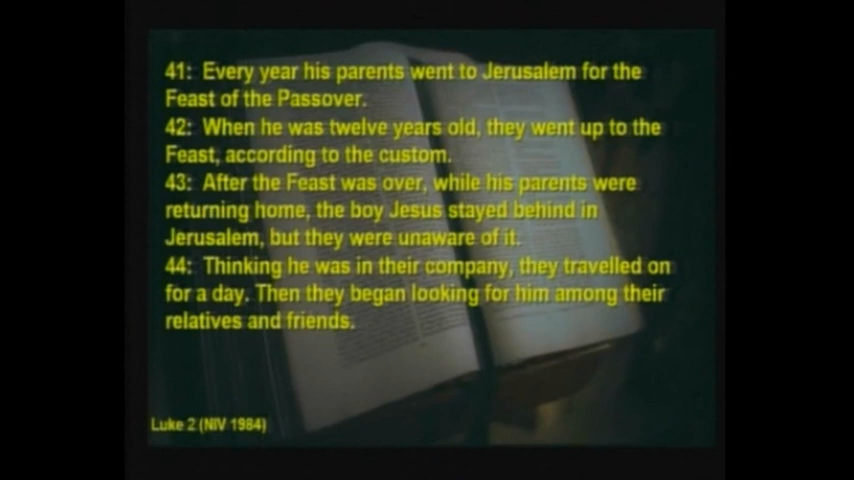 41: Every year his parents went to Jerusalem for the
Feast of the Passover.
42: When he was twelve years old, they went up to the
Feast, according to the custom.
43: After the Feast was over, while his parents were
returning home, the boy Jesus stayed behind in
Jerusalem, but they were unaware of it.
44: Thinking he was in their company, they travelled on
for a day. Then they began looking for him among their
relatives and friends.
Luke 2 (NIV 1984)